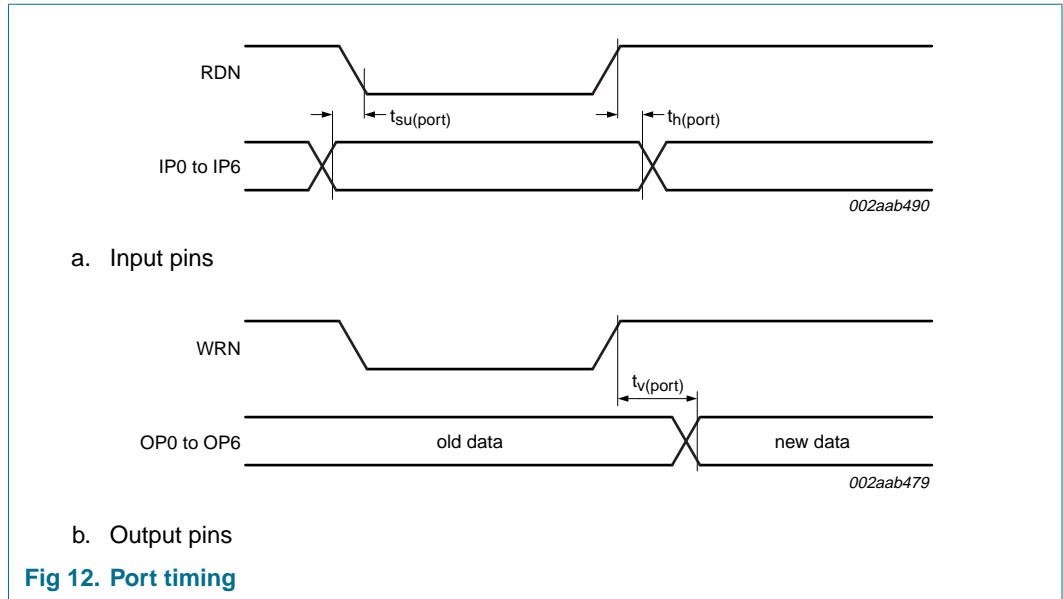 RDN
tsu(port)
th(port)
IP0 to IP6
002aab490
a. Input pins
WRN
tv(port)
OP0 to OP6
old data
new data
002aab479
b. Output pins
Fig 12. Port timing